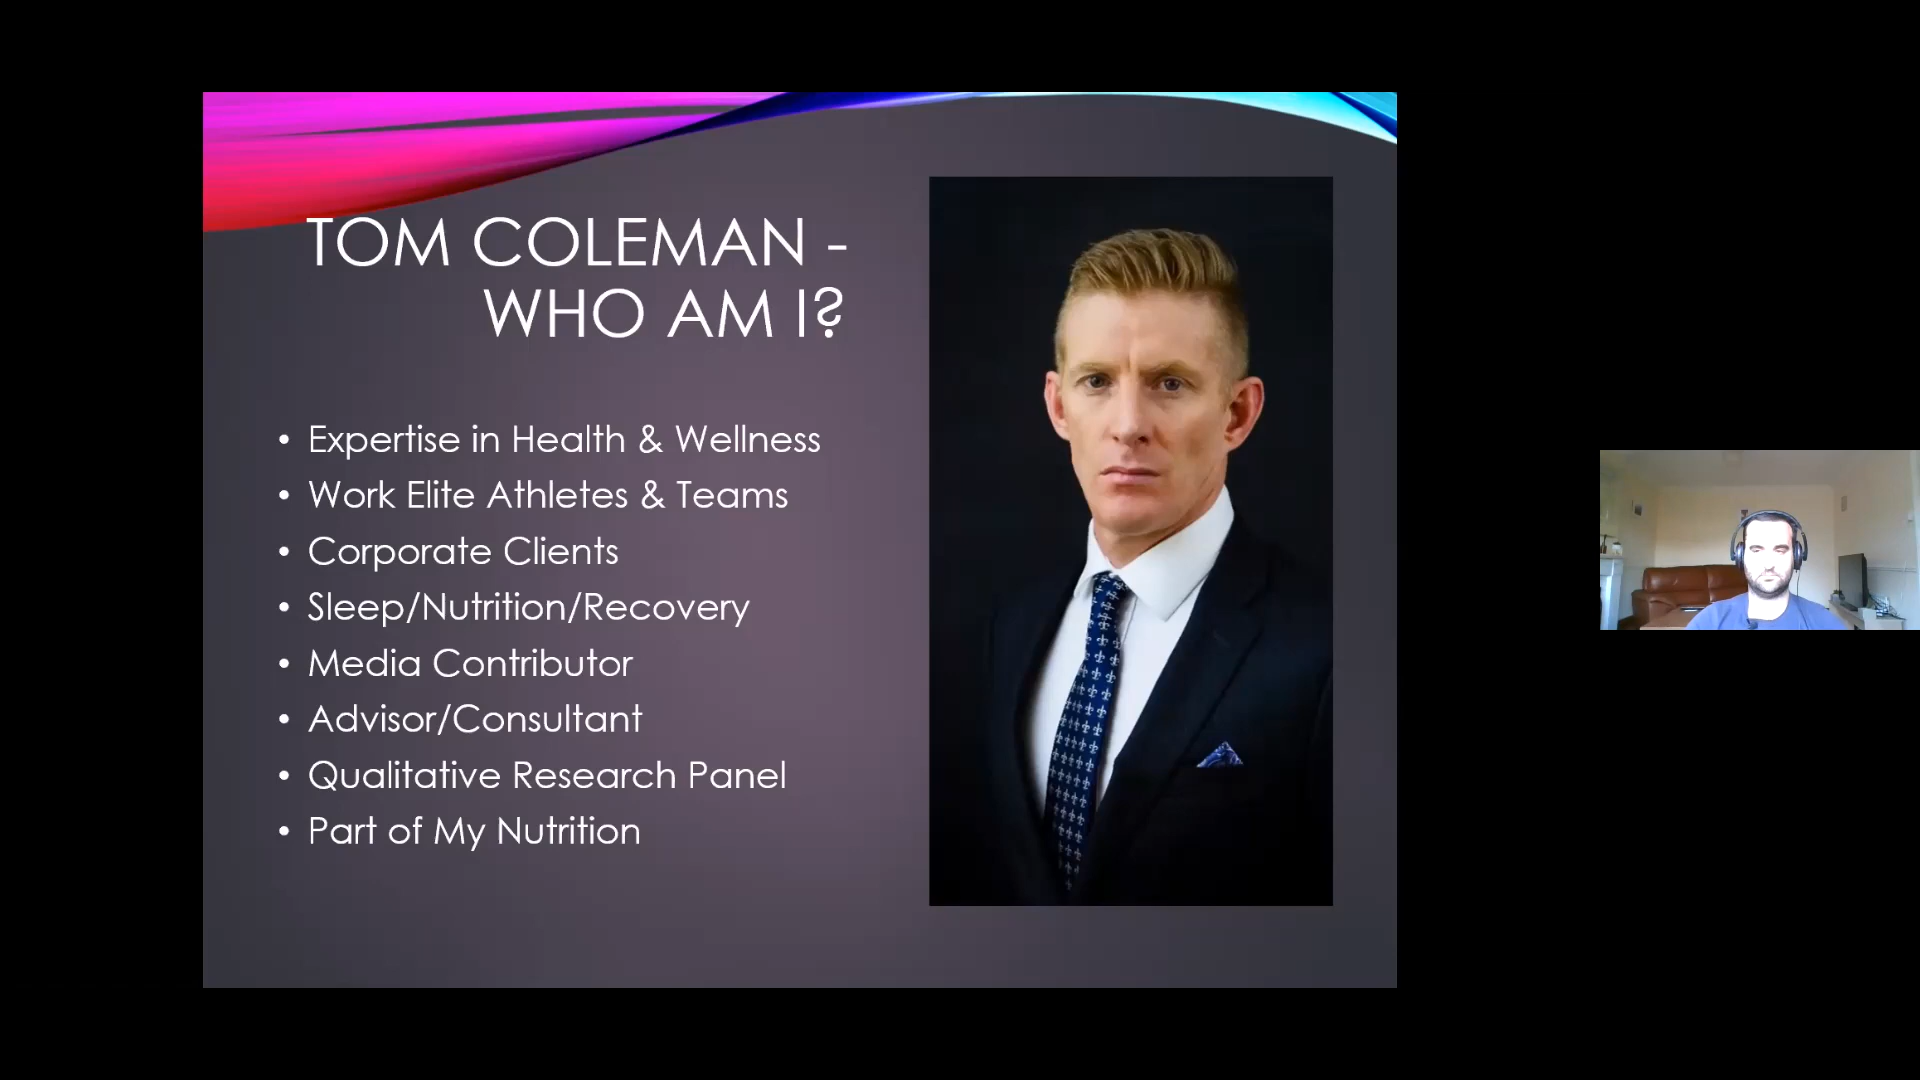 TOM COLEMAN -
WHO AM I?
• Expertise in Health & Wellness
• Work Elite Athletes & Teams
• Corporate Clients
• Sleep/Nutrition/Recovery
• Media Contributor
• Advisor/Consultant
• Qualitative Research Panel
• Part of My Nutrition